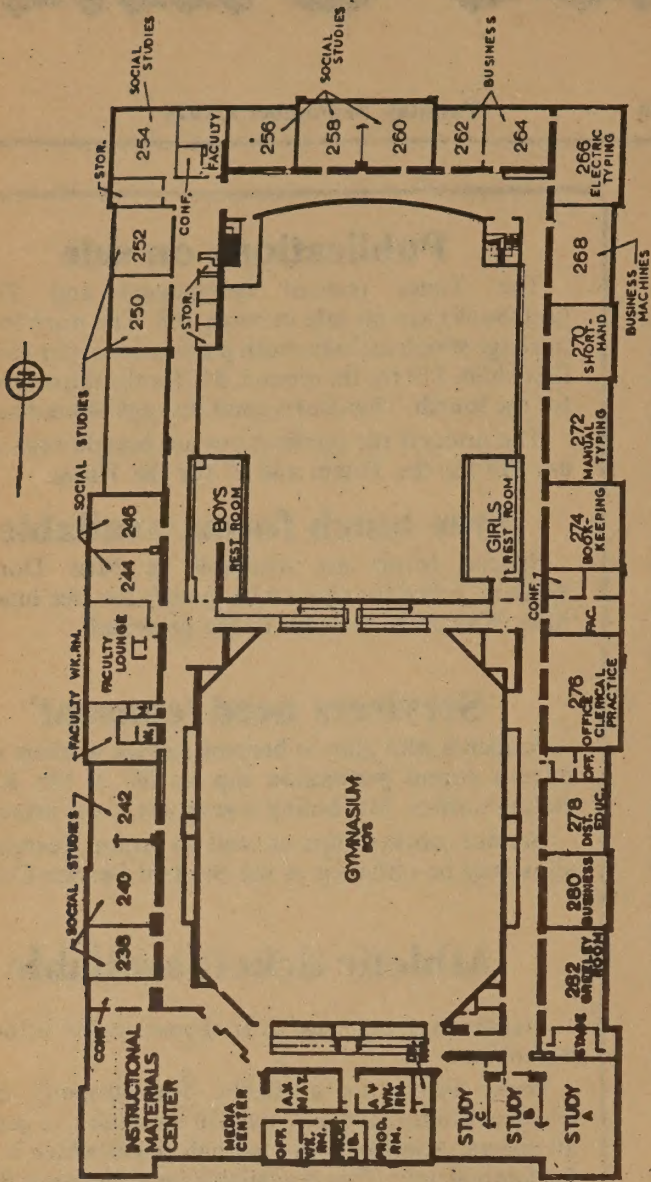 N
SOCIAL
STUDIES
254
STOR.
CONF.
FACULTY
252
250
STOR.
SOCIAL STUDIES
246
244
FACULTY
LOUNGE
FACULTY WK. RM.
SOCIAL STUDIES
242
240
238
CONF.
INSTRUCTIONAL
MATERIALS
CENTER
SOCIAL
STUDIES
256
258
260
BUSINESS
262
264
BOYS
REST ROOM
GIRLS
REST ROOM
GYMNASIUM
BOYS
MEDIA
CENTER
A.V.
MAT.
OFF.
WK.
RM.
LIB.
PROD.
RM.
A.V.
WK.
RM.
STUDY
C
STUDY
B
STUDY
A
266
ELECTRIC
TYPING
268
BUSINESS
MACHINES
270
SHORT-
HAND
272
MANUAL
TYPING
274
BOOK-
KEEPING
CONF.
FAC.
276
OFFICE
CLERICAL
PRACTICE
OFF.
278
DIST.
EDUC.
280
BUSINESS
282
GREELEY
ROOM
STAGE